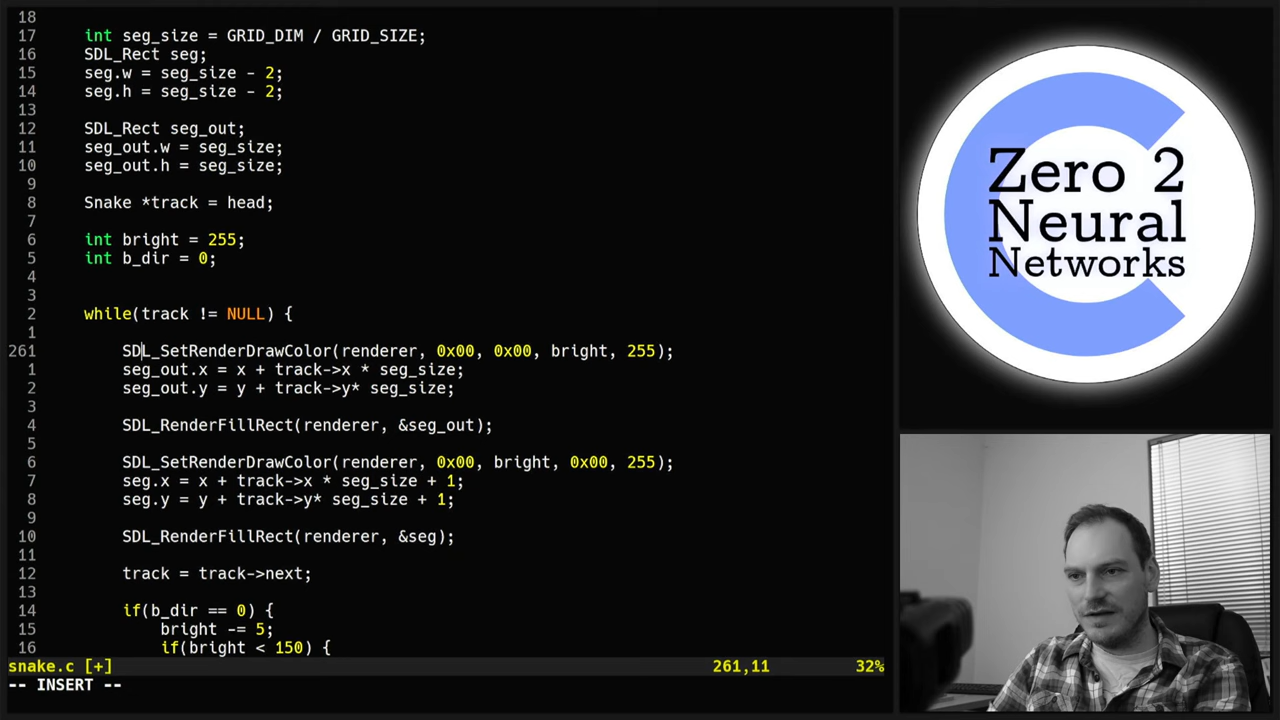 18
17 int seg_size = GRID_DIM / GRID_SIZE;
16 SDL_Rect seg;
15 seg.w = seg_size - 2;
14 seg.h = seg_size - 2;
13
12 SDL_Rect seg_out;
11 seg_out.w = seg_size;
10 seg_out.h = seg_size;
9
8 Snake *track = head;
7
6 int bright = 255;
5 int b_dir = 0;
4
3
2 while(track != NULL) {
1
261 SDL_SetRenderDrawColor(renderer, 0x00, 0x00, bright, 255);
1 seg_out.x = x + track->x * seg_size;
2 seg_out.y = y + track->y* seg_size;
3
4 SDL_RenderFillRect(renderer, &seg_out);
5
6 SDL_SetRenderDrawColor(renderer, 0x00, bright, 0x00, 255);
7 seg.x = x + track->x * seg_size + 1;
8 seg.y = y + track->y* seg_size + 1;
9
10 SDL_RenderFillRect(renderer, &seg);
11
12 track = track->next;
13
14 if(b_dir == 0) {
15 bright -= 5;
16 if(bright < 150) {
snake.c [+] 261,11 32%
-- INSERT --
Zero 2
Neural
Networks